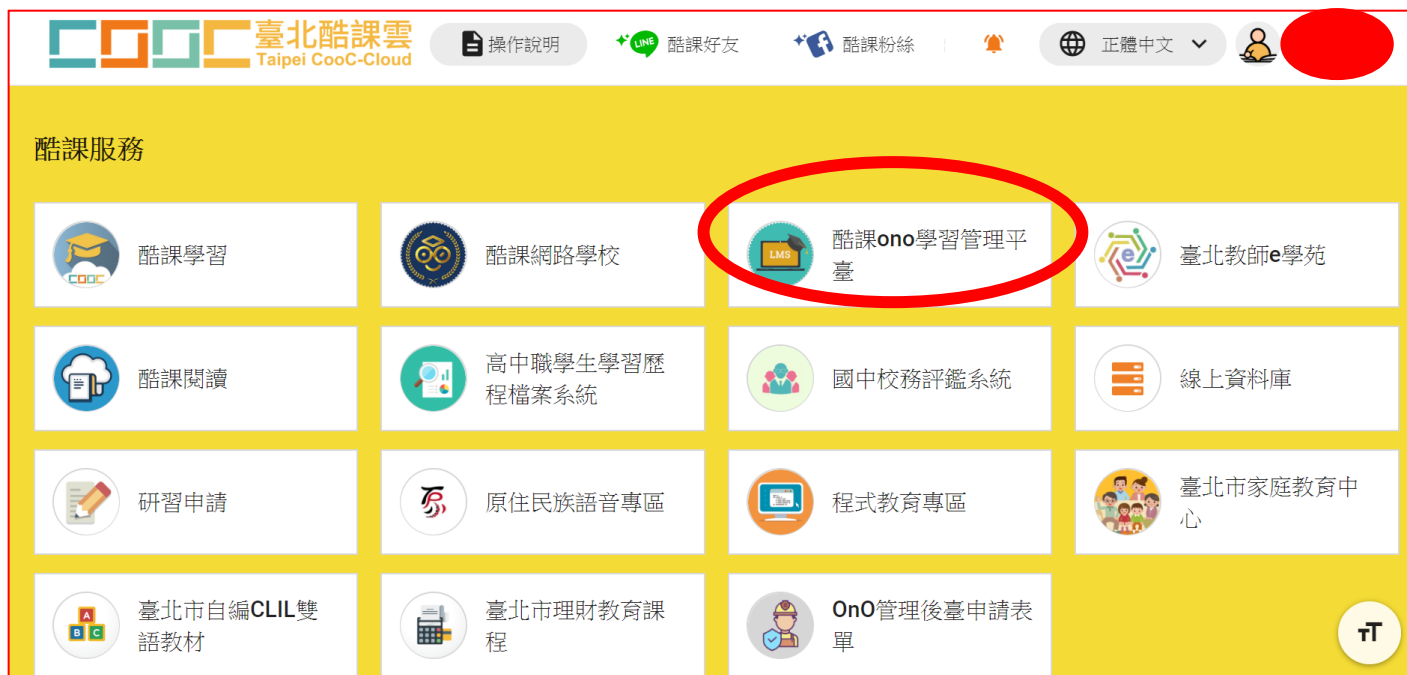 臺北酷課雲
Taipei CooC-Cloud
操作說明
LINE
酷課好友
酷課粉絲
正體中文
酷課服務
COOC
酷課學習
酷課網路學校
LMS
酷課ono學習管理平
臺
e
臺北教師e學苑
酷課閱讀
高中職學生學習歷
程檔案系統
國中校務評鑑系統
線上資料庫
研習申請
原住民族語音專區
程式教育專區
臺北市家庭教育中
心
A
B C
臺北市自編CLIL雙
語教材
臺北市理財教育課
程
OnO管理後臺申請表
單
TT